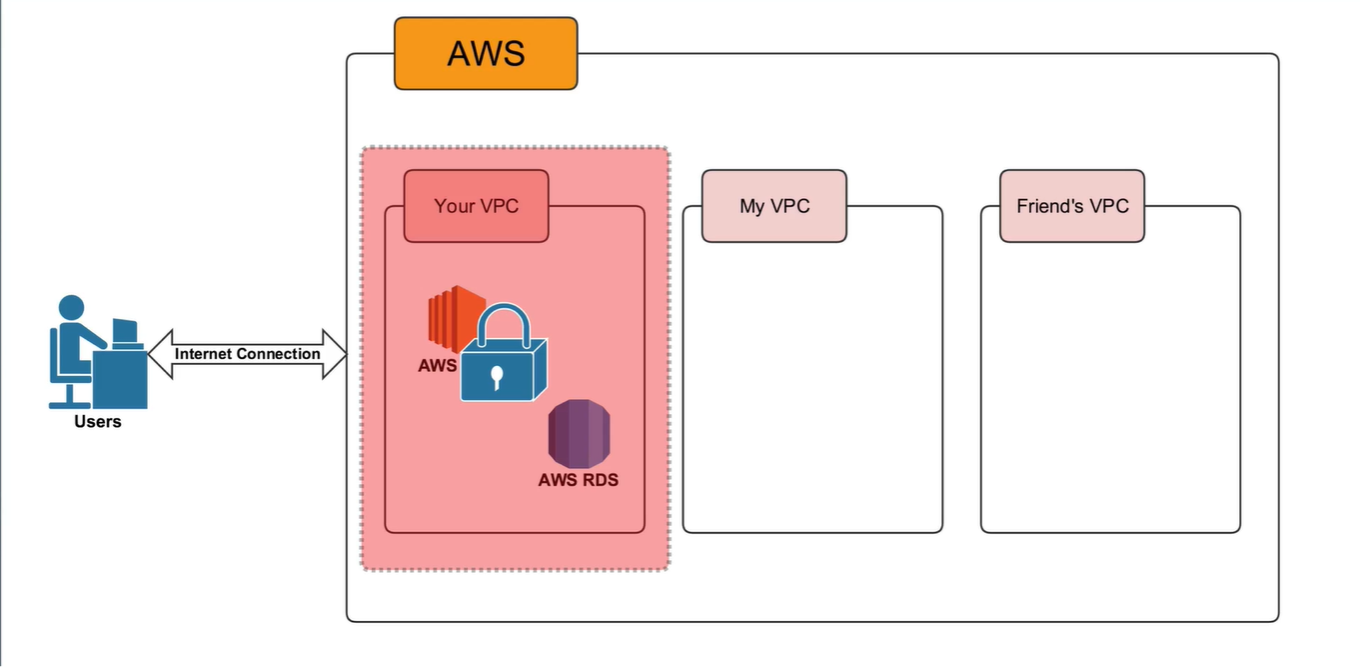 AWS
Your VPC
My VPC
Friend's VPC
AWS
Internet Connection
Users
AWS RDS